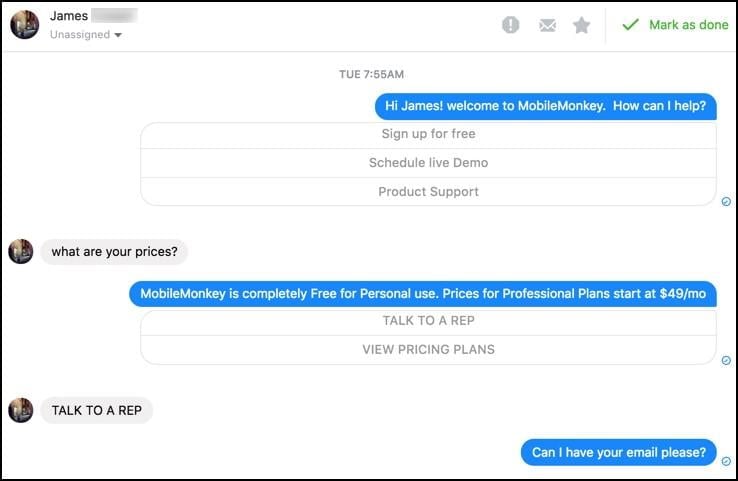 James
Unassigned
Mark as done
TUE 7:55AM
Hi James! welcome to MobileMonkey. How can I help?
Sign up for free
Schedule live Demo
Product Support
what are your prices?
MobileMonkey is completely Free for Personal use. Prices for Professional Plans start at $49/mo
TALK TO A REP
VIEW PRICING PLANS
TALK TO A REP
Can I have your email please?